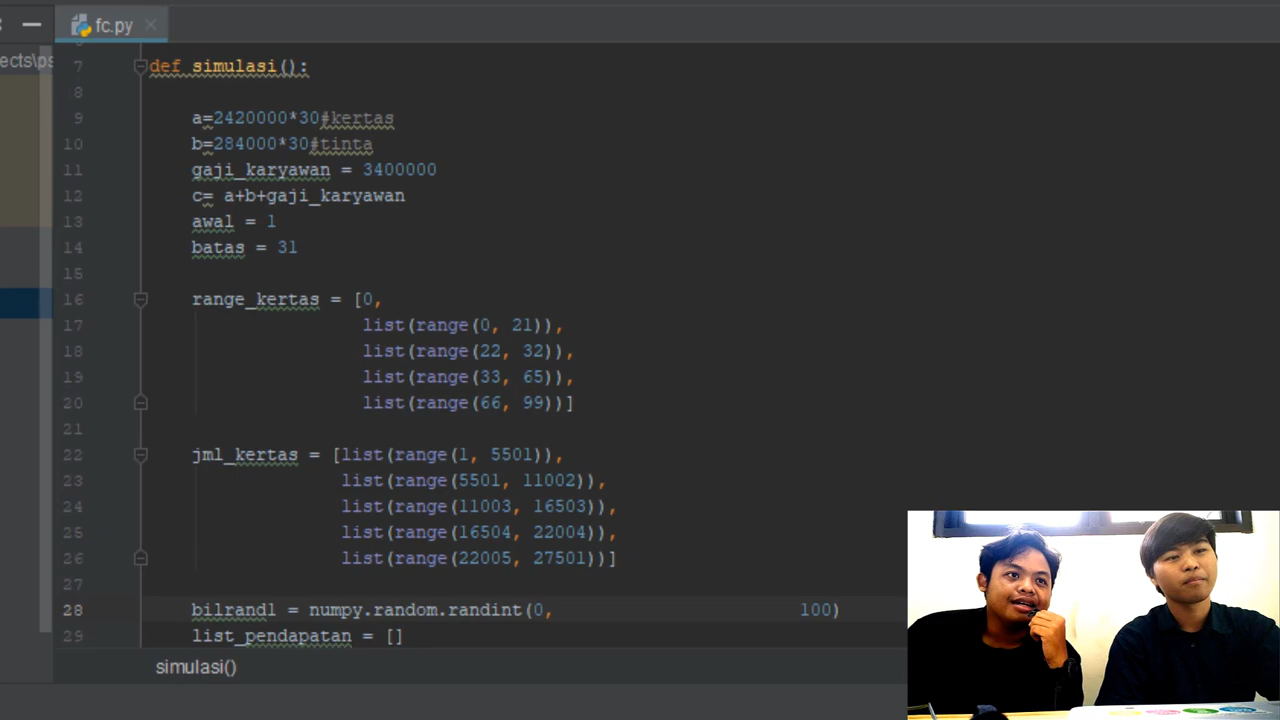 fc.py
ects\ps
7 def simulasi():
8
9 a=2420000*30#kertas
10 b=284000*30#tinta
11 gaji_karyawan = 3400000
12 c= a+b+gaji_karyawan
13 awal = 1
14 batas = 31
15
16 range_kertas = [0,
17 list(range(0, 21)),
18 list(range(22, 32)),
19 list(range(33, 65)),
20 list(range(66, 99))]
21
22 jml_kertas = [list(range(1, 5501)),
23 list(range(5501, 11002)),
24 list(range(11003, 16503)),
25 list(range(16504, 22004)),
26 list(range(22005, 27501))]
27
28 bilrand1 = numpy.random.randint(0, 100)
29 list_pendapatan = []
simulasi()